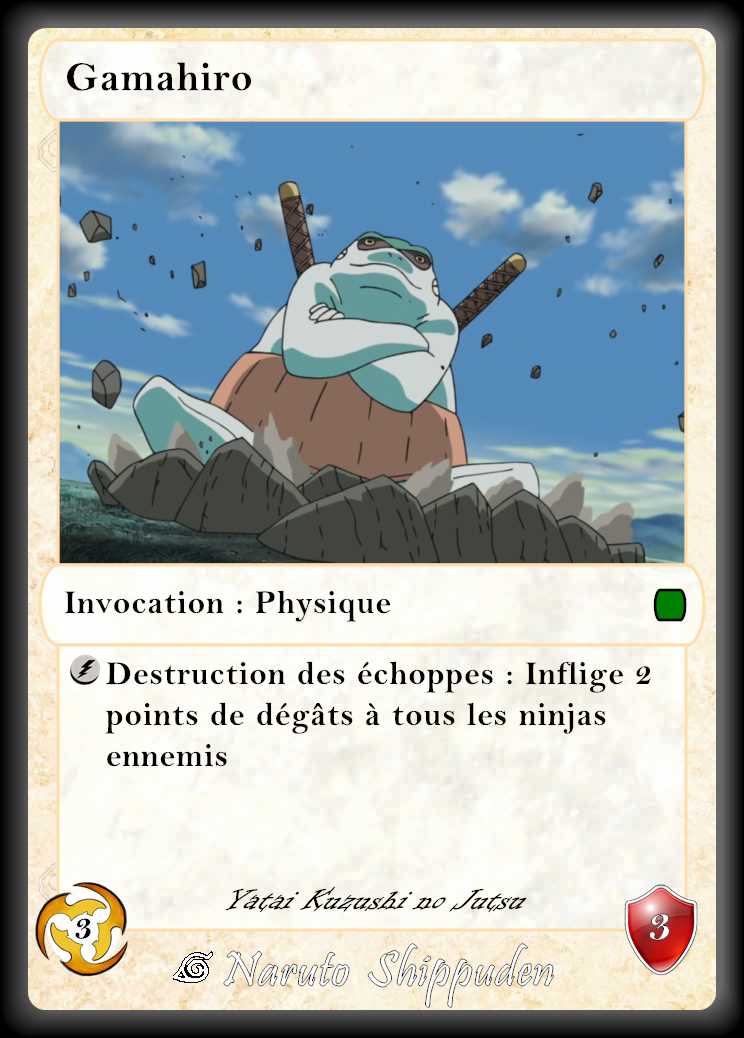 Gamahiro
Invocation : Physique
Destruction des échoppes : Inflige 2
points de dégâts à tous les ninjas
ennemis
Yatai Kuzushi no Jutsu
3
3
Naruto Shippuden